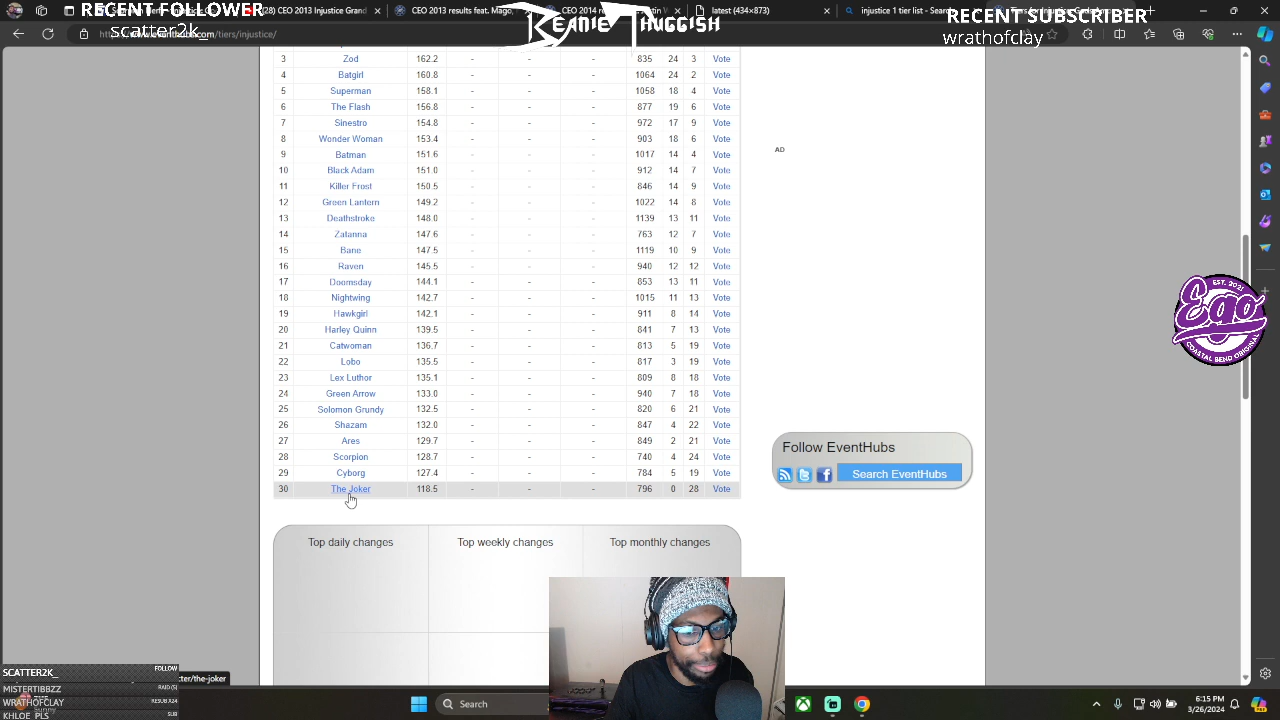 RECENT FOLLOWER
Scatter2k_
BEANIE THUGGISH
RECENT SUBSCRIBER
wrathofclay
(28) CEO 2013 Injustice Gran
CEO 2013 results feat. Mago,
CEO 2014
latest (434×873)
injustice 1 tier list - Search
/tiers/injustice/
3 Zod 162.2 - - - 835 24 3 Vote
4 Batgirl 160.8 - - - 1064 24 2 Vote
5 Superman 158.1 - - - 1058 18 4 Vote
6 The Flash 156.8 - - - 877 19 6 Vote
7 Sinestro 154.8 - - - 972 17 9 Vote
8 Wonder Woman 153.4 - - - 903 18 6 Vote
9 Batman 151.6 - - - 1017 14 4 Vote
10 Black Adam 151.0 - - - 912 14 7 Vote
11 Killer Frost 150.5 - - - 846 14 9 Vote
12 Green Lantern 149.2 - - - 1022 14 8 Vote
13 Deathstroke 148.0 - - - 1139 13 11 Vote
14 Zatanna 147.6 - - - 763 12 7 Vote
15 Bane 147.5 - - - 1119 10 9 Vote
16 Raven 145.5 - - - 940 12 12 Vote
17 Doomsday 144.1 - - - 853 13 11 Vote
18 Nightwing 142.7 - - - 1015 11 13 Vote
19 Hawkgirl 142.1 - - - 911 8 14 Vote
20 Harley Quinn 139.5 - - - 841 7 13 Vote
21 Catwoman 136.7 - - - 813 5 19 Vote
22 Lobo 135.5 - - - 817 3 19 Vote
23 Lex Luthor 135.1 - - - 809 8 18 Vote
24 Green Arrow 133.0 - - - 940 7 18 Vote
25 Solomon Grundy 132.5 - - - 820 6 21 Vote
26 Shazam 132.0 - - - 847 4 22 Vote
27 Ares 129.7 - - - 849 2 21 Vote
28 Scorpion 128.7 - - - 740 4 24 Vote
29 Cyborg 127.4 - - - 784 5 19 Vote
30 The Joker 118.5 - - - 796 0 28 Vote
AD
EST. 2021
Ego
COASTAL BEND ORIGINAL
Follow EventHubs
Search EventHubs
Top daily changes
Top weekly changes
Top monthly changes
SCATTER2K_ FOLLOW
MISTERTIBBZZ RAID (5)
WRATHOFCLAY RESUB X24
KHLOE_PLS SUB
ter/the-joker
Search
6:15 PM
3/26/2024